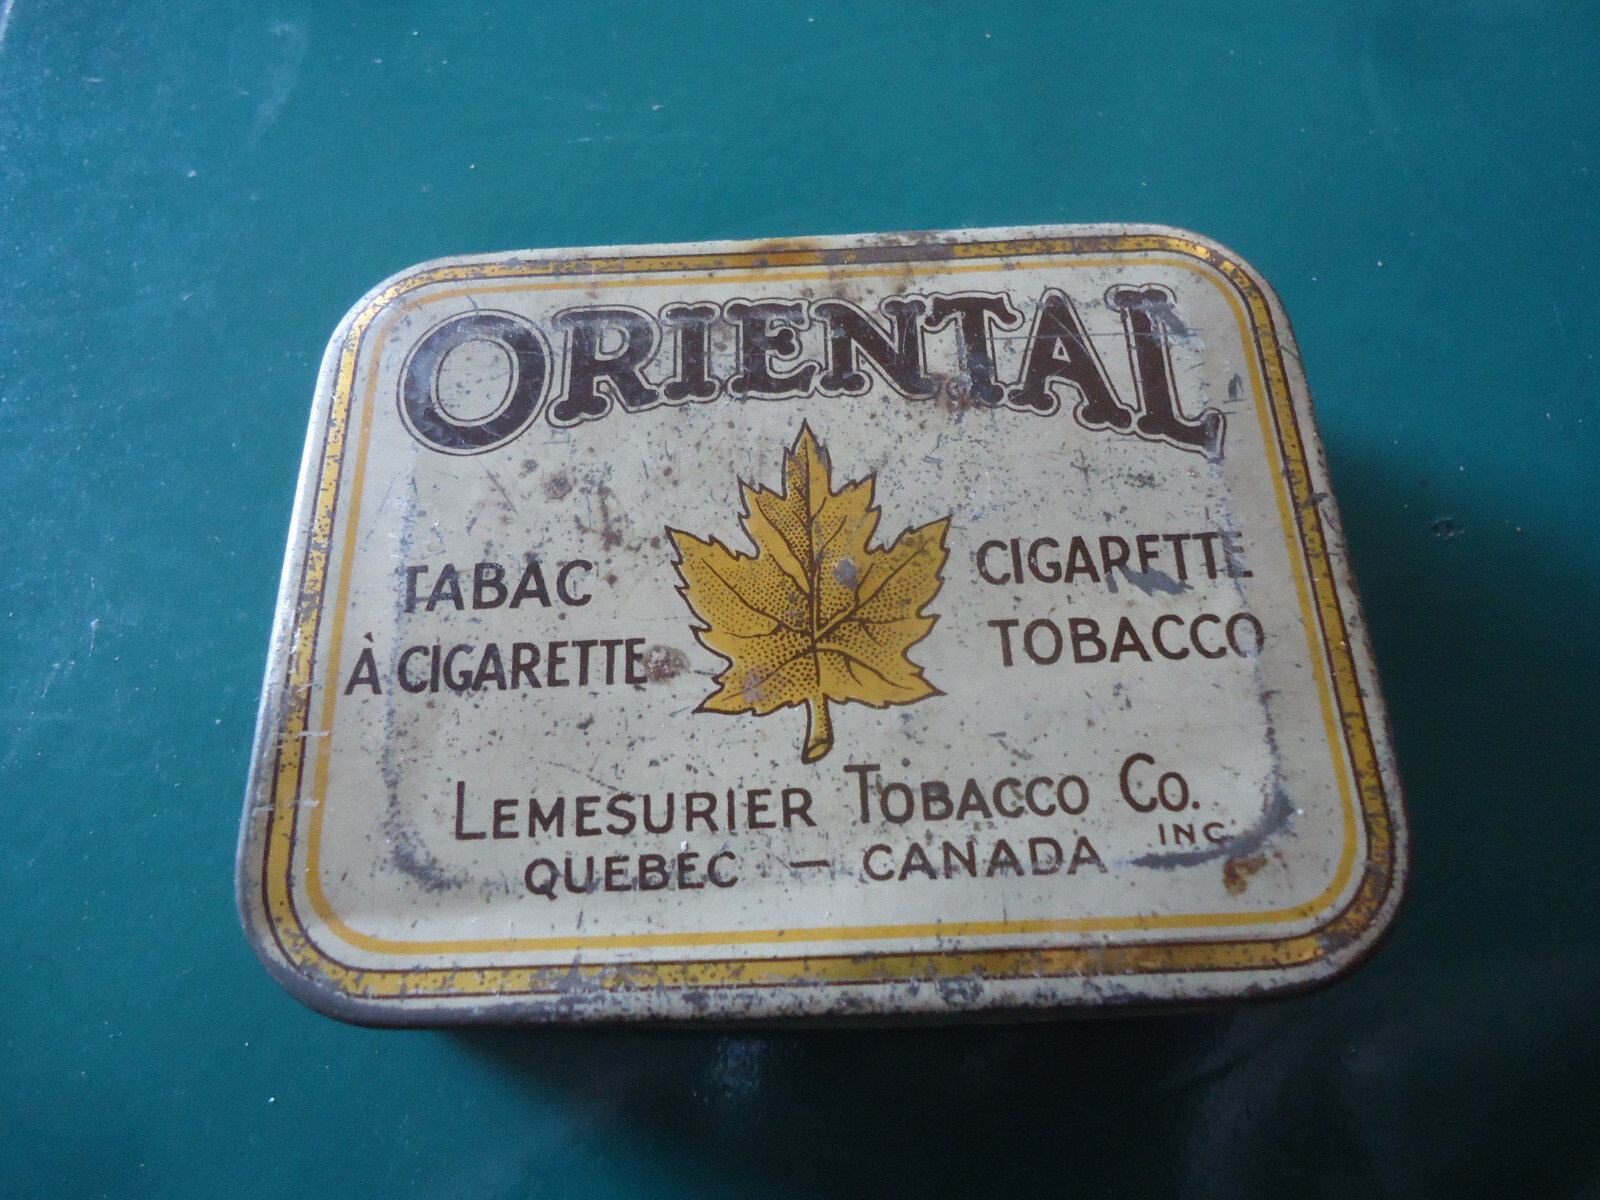 ORIENTAL
TABAC
À CIGARETTE
CIGARETTE
TOBACCO
LEMESURIER TOBACCO CO.
INC.
QUEBEC — CANADA